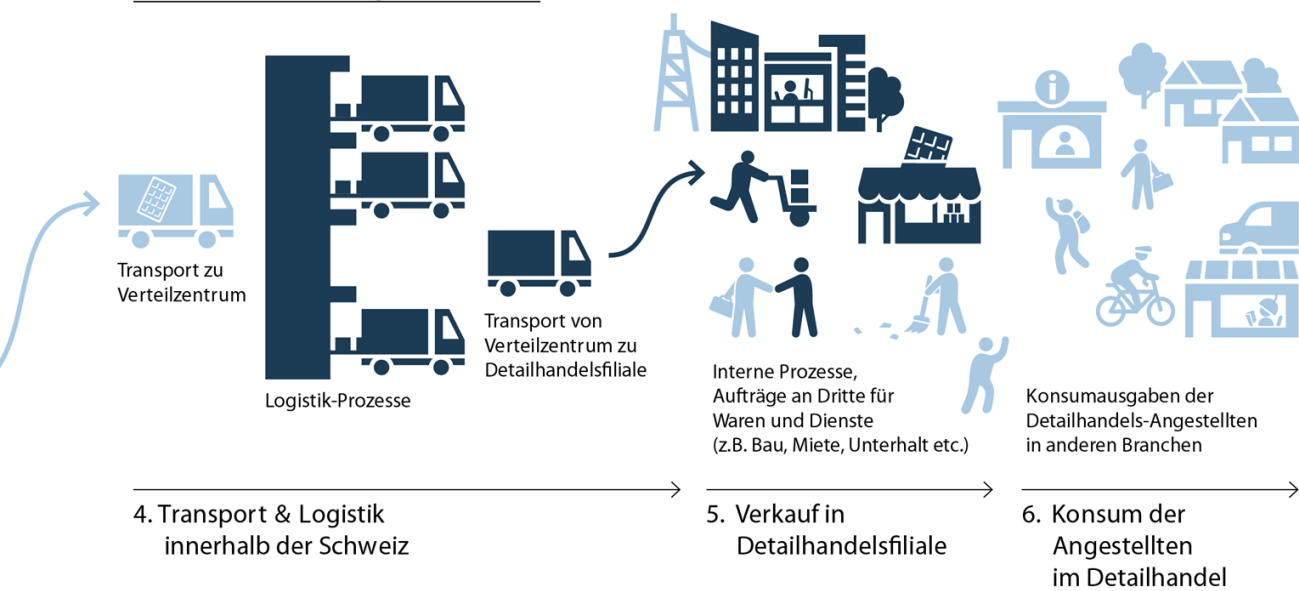 Transport zu
Verteilzentrum
Logistik-Prozesse
Transport von
Verteilzentrum zu
Detailhandelsfiliale
Interne Prozesse,
Aufträge an Dritte für
Waren und Dienste
(z.B. Bau, Miete, Unterhalt etc.)
Konsumausgaben der
Detailhandels-Angestellten
in anderen Branchen
4. Transport & Logistik
innerhalb der Schweiz
5. Verkauf in
Detailhandelsfiliale
6. Konsum der
Angestellten
im Detailhandel